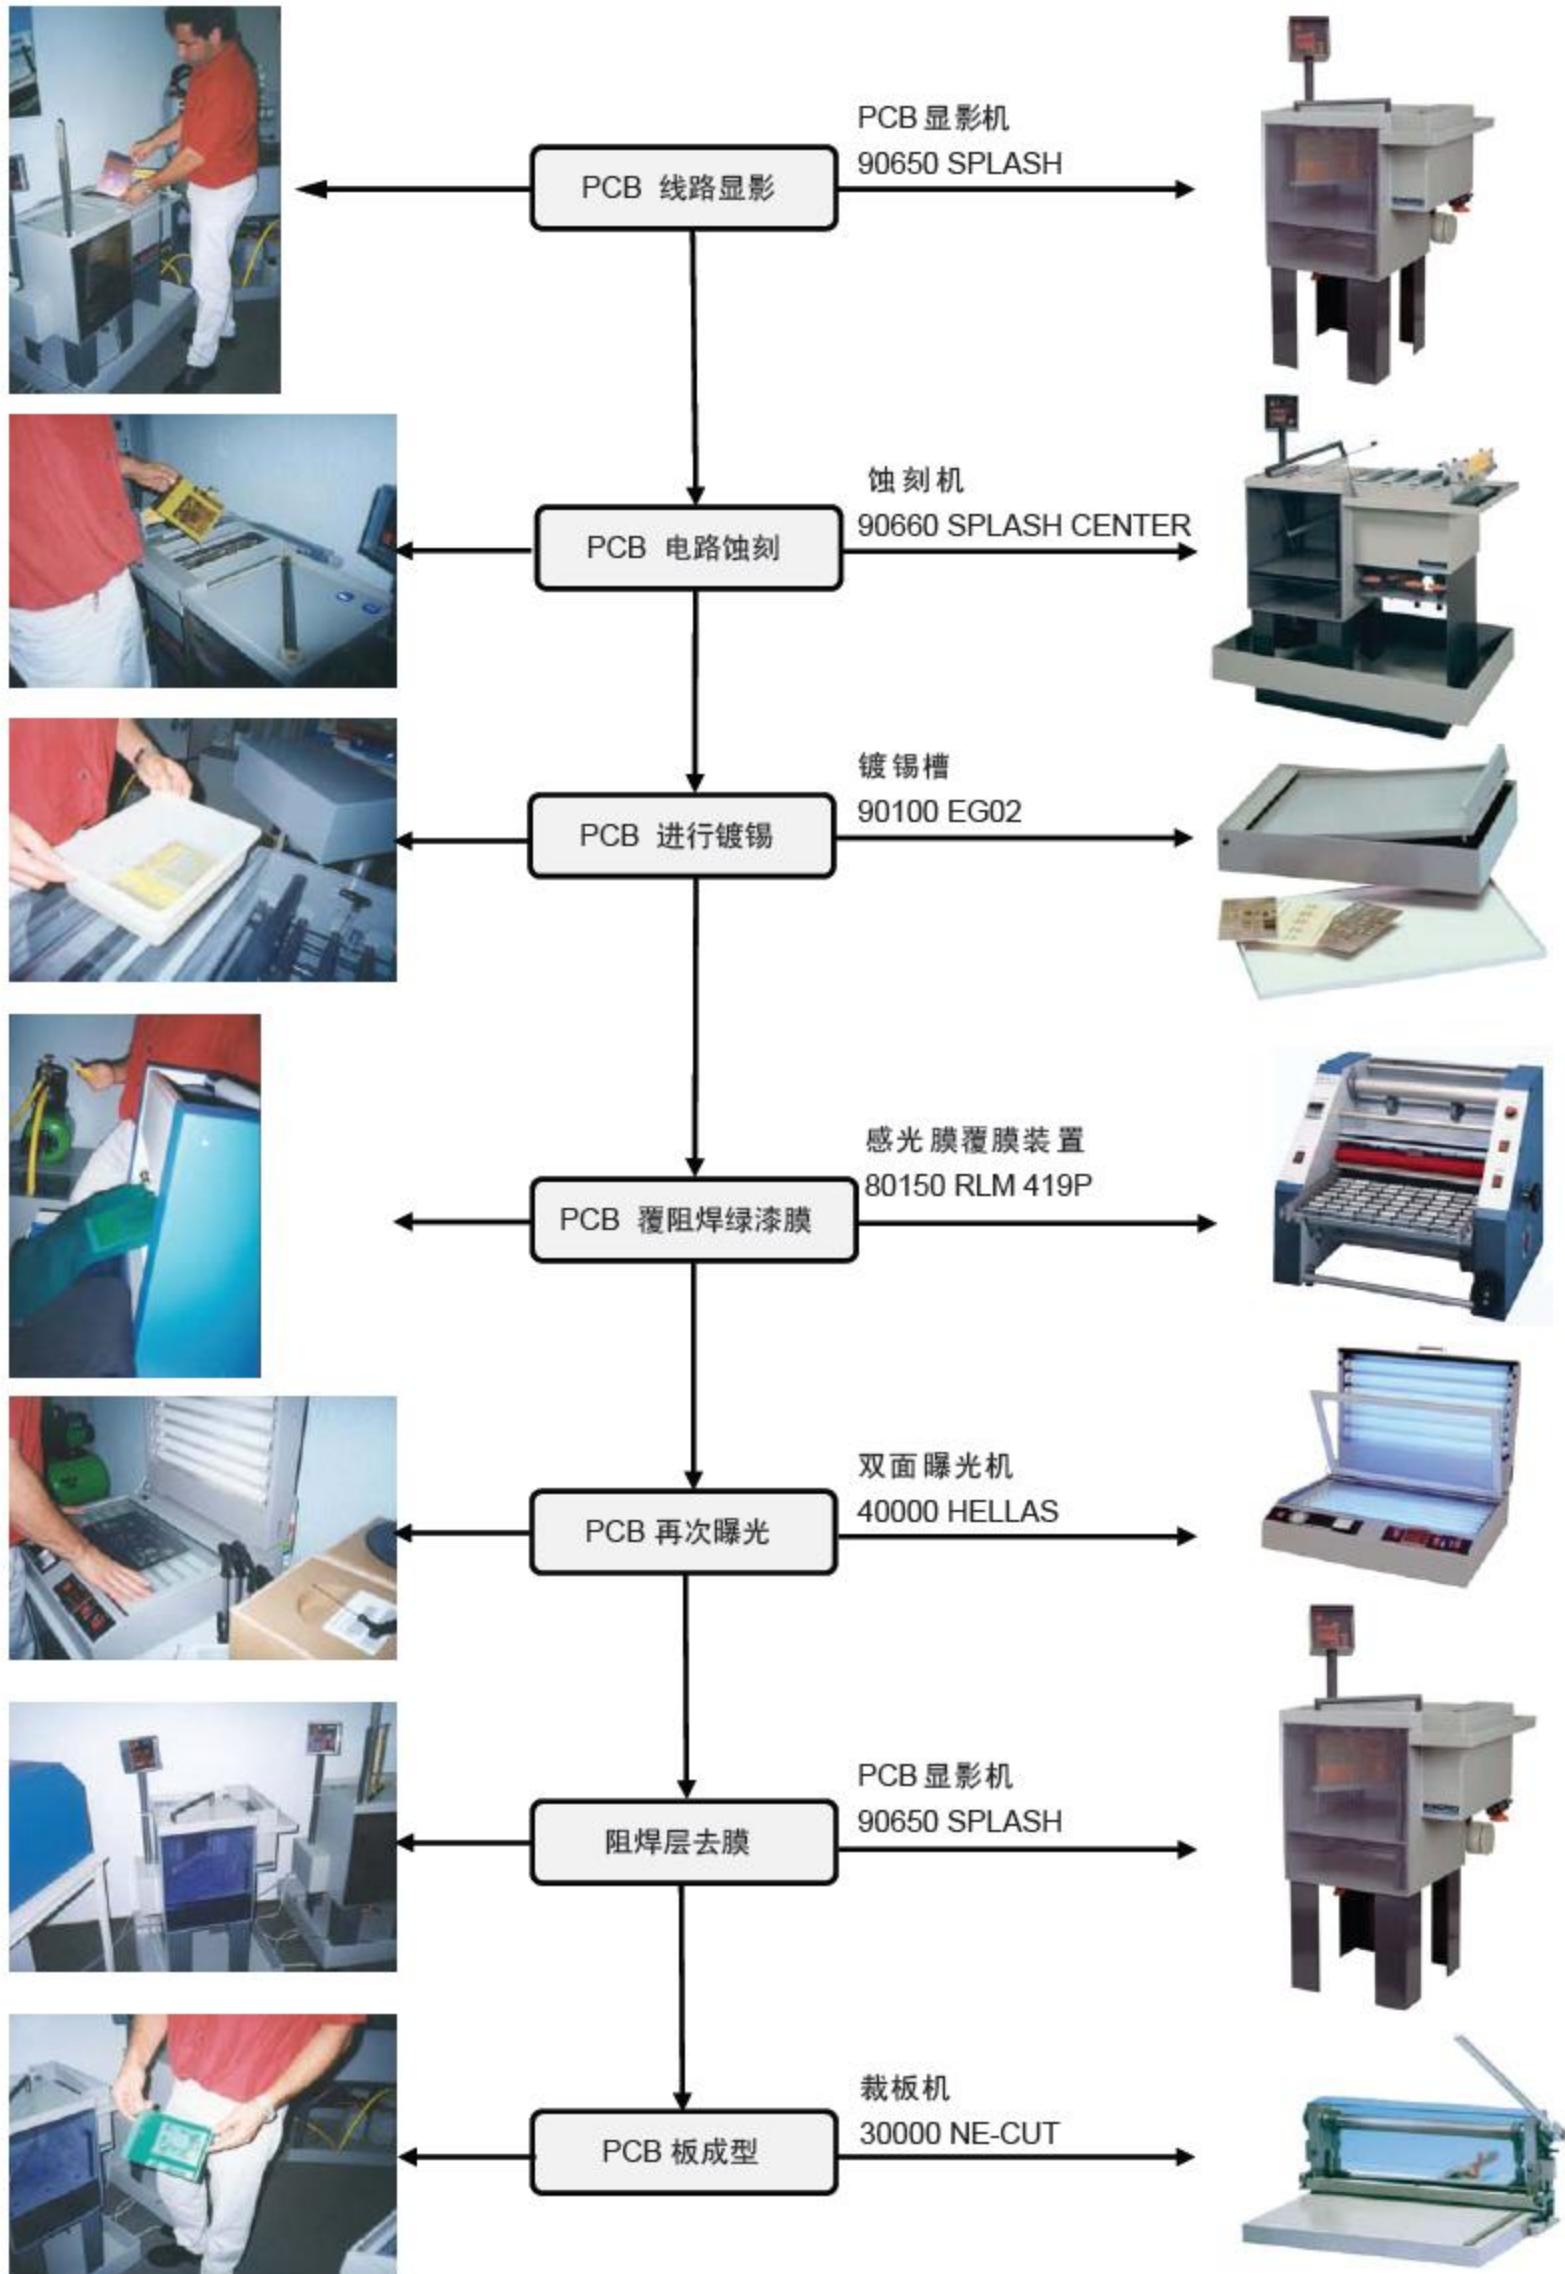 PCB 显影机
90650 SPLASH
PCB 线路显影
蚀刻机
90660 SPLASH CENTER
PCB 电路蚀刻
镀锡槽
90100 EG02
PCB 进行镀锡
感光膜覆膜装置
80150 RLM 419P
PCB 覆阻焊绿漆膜
双面曝光机
40000 HELLAS
PCB 再次曝光
PCB 显影机
90650 SPLASH
阻焊层去膜
裁板机
30000 NE-CUT
PCB 板成型